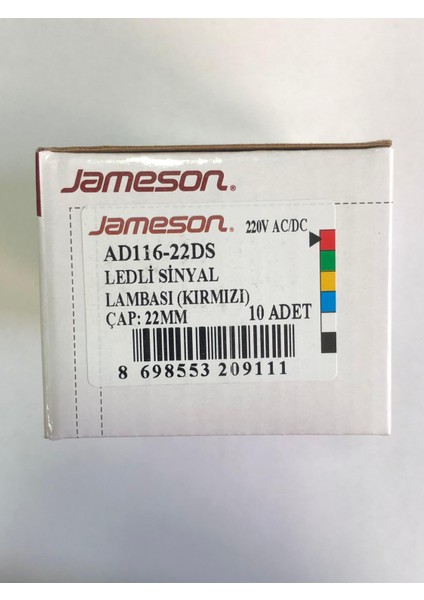 Jameson®
Jameson® 220V AC/DC
AD116-22DS
LEDLİ SİNYAL
LAMBASI (KIRMIZI)
ÇAP: 22MM 10 ADET
8 698553 209111